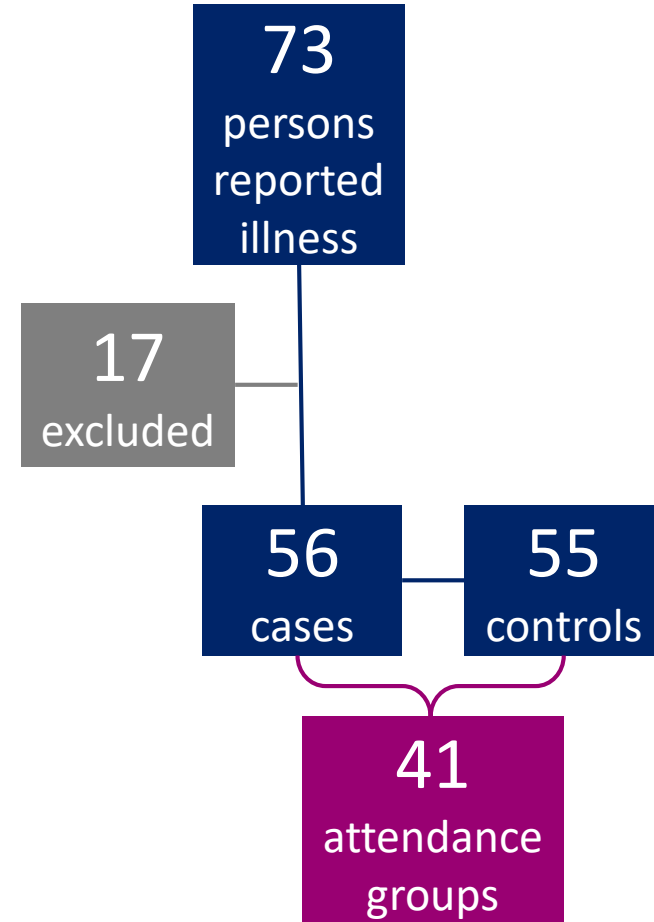 73
persons
reported
illness
17
excluded
56
cases
55
controls
41
attendance
groups